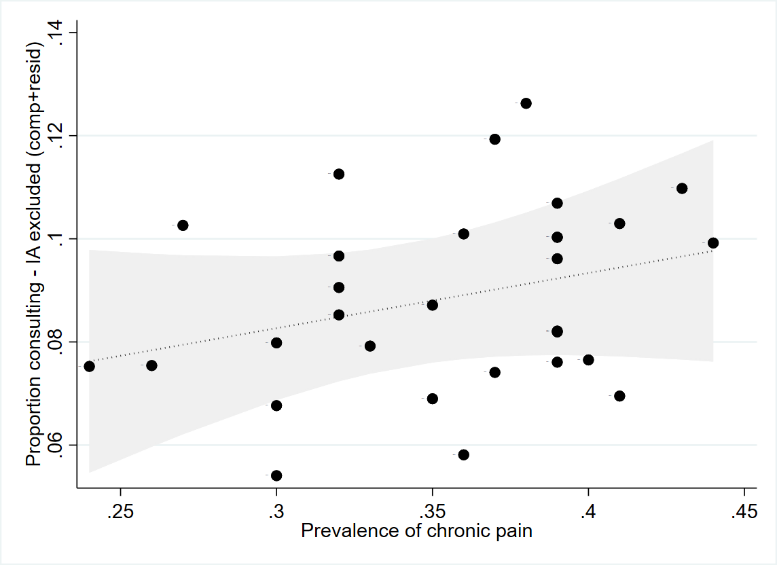 Proportion consulting - IA excluded (comp+resid)
.14
.12
.1
.08
.06
.25 .3 .35 .4 .45
Prevalence of chronic pain